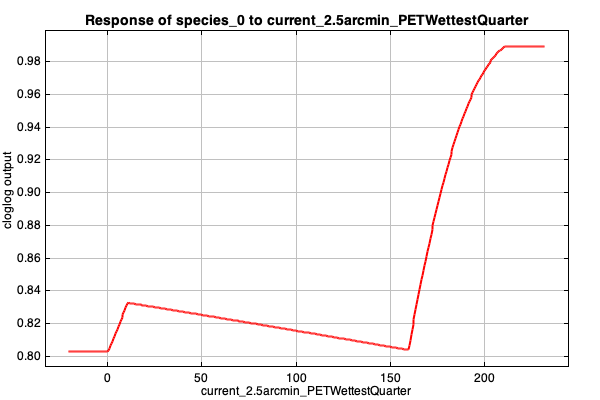 Response of species_0 to current_2.5arcmin_PETWettestQuarter
0.98
0.96
0.94
0.92
0.90
0.88
0.86
0.84
0.82
0.80
cloglog output
0 50 100 150 200
current_2.5arcmin_PETWettestQuarter